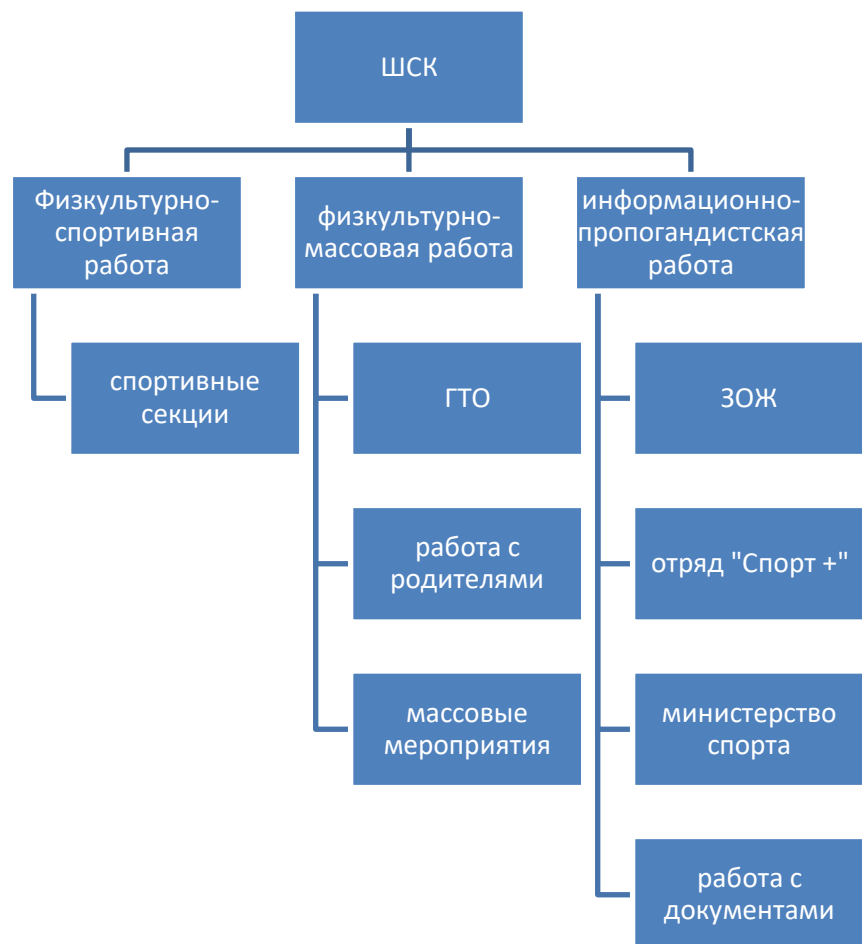 ШСК
Физкультурно-
спортивная
работа
физкультурно-
массовая работа
информационно-
пропогандистская
работа
спортивные
секции
ГТО
работа с
родителями
массовые
мероприятия
ЗОЖ
отряд "Спорт +"
министерство
спорта
работа с
документами